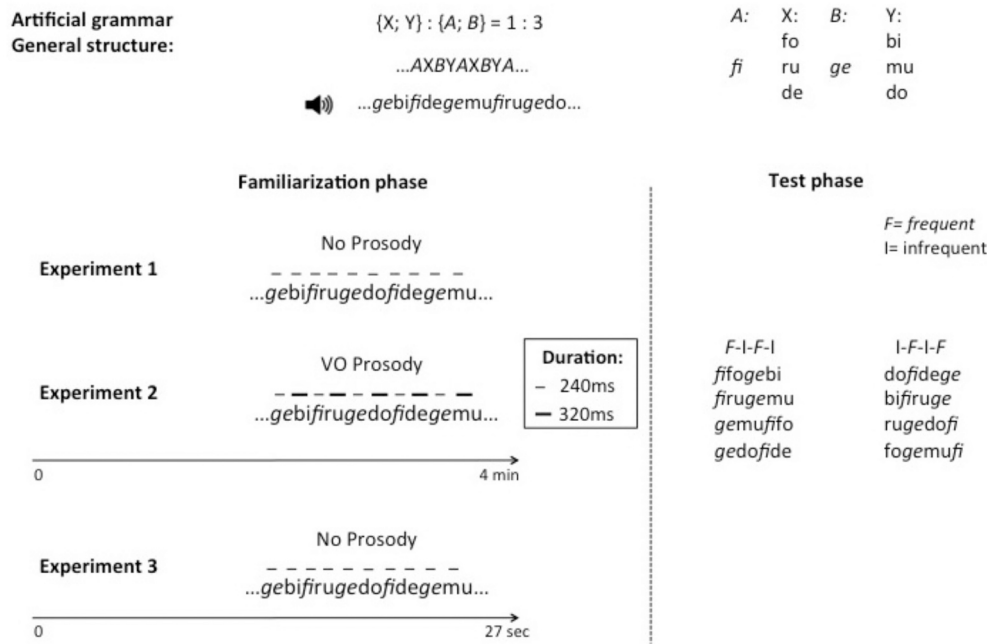 Artificial grammar
General structure:
{X; Y} : {A; B} = 1 : 3
...AXBYAXBYA...
...gebifidegemufirugedo...
A: X: B: Y:
fo bi
fi ru ge mu
de do
Familiarization phase
Test phase
F= frequent
I= infrequent
Experiment 1
No Prosody
...gebifirugedofidegemu...
Experiment 2
VO Prosody
...gebifirugedofidegemu...
Duration:
– 240ms
– 320ms
0 4 min
F-I-F-I I-F-I-F
fifogebi dofidege
firugemu bifiruge
gemufifo rugedofi
gedofide fogemufi
Experiment 3
No Prosody
...gebifirugedofidegemu...
0 27 sec